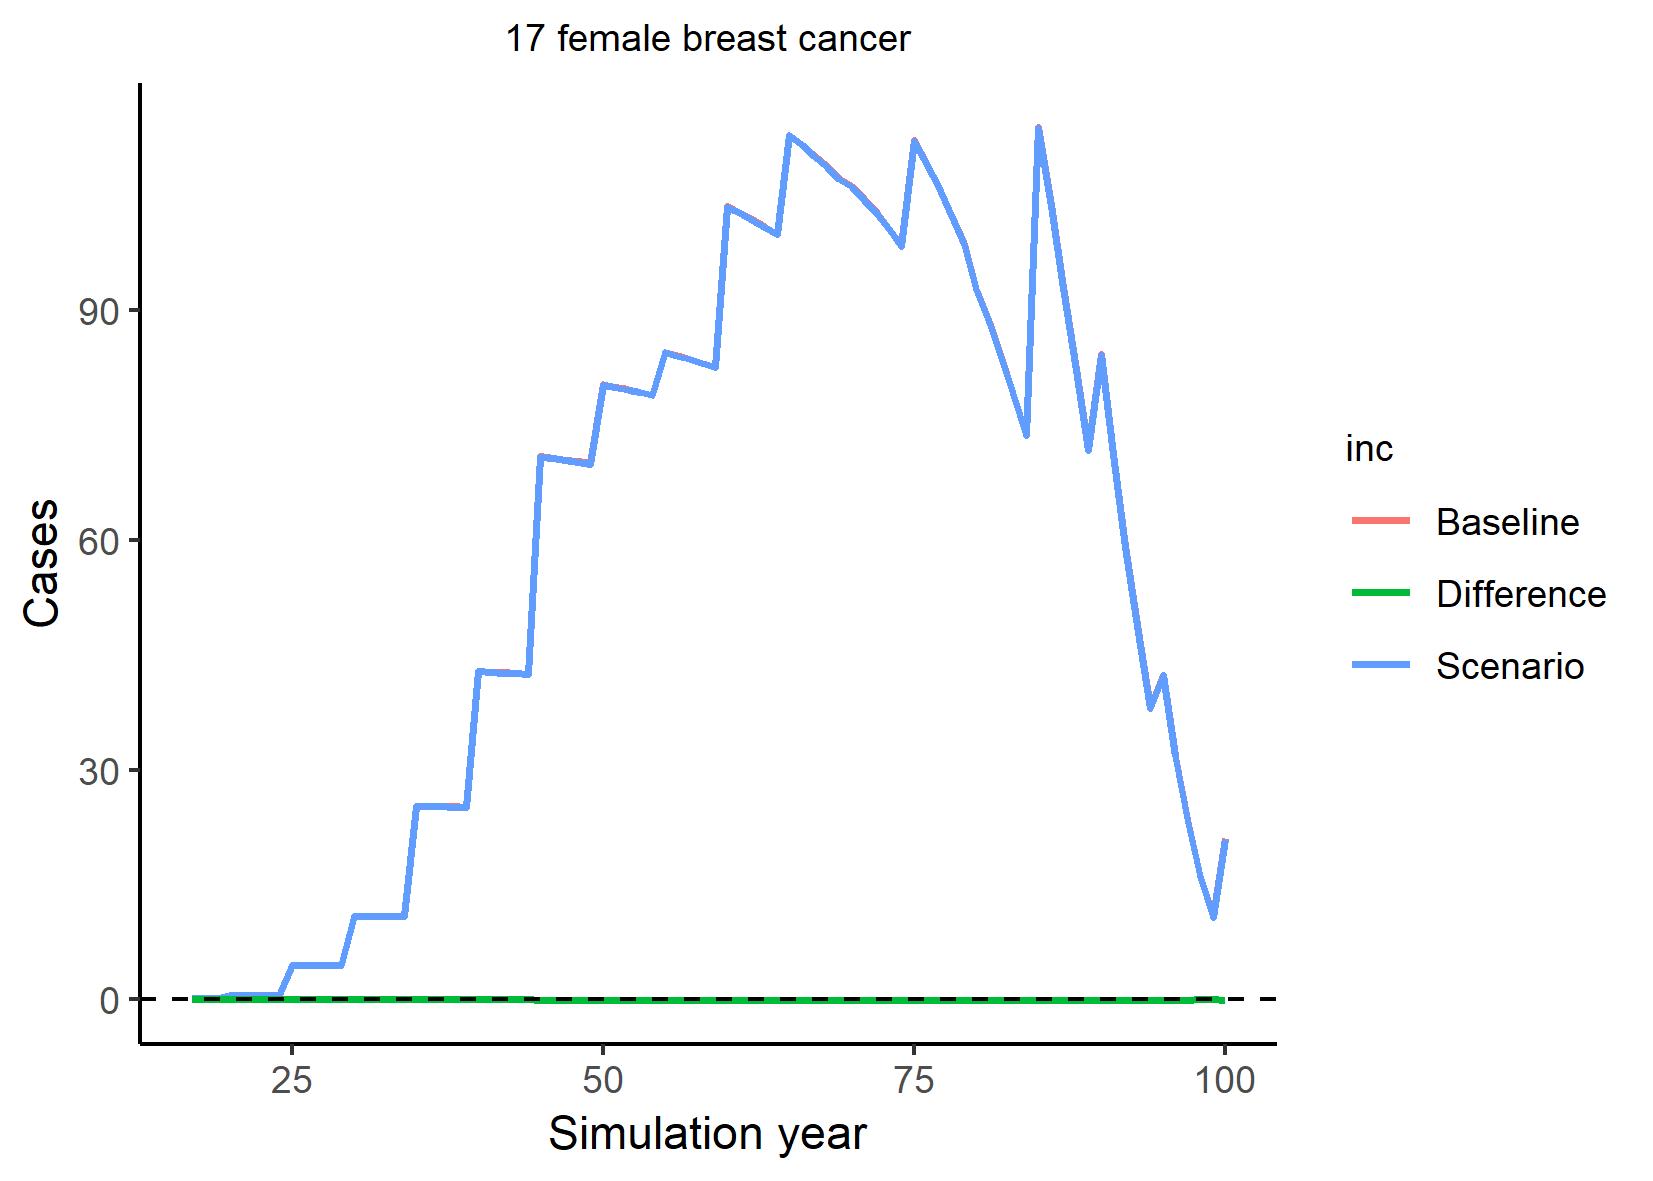 17 female breast cancer
Cases
90
60
30
0
25 50 75 100
Simulation year
inc
Baseline
Difference
Scenario